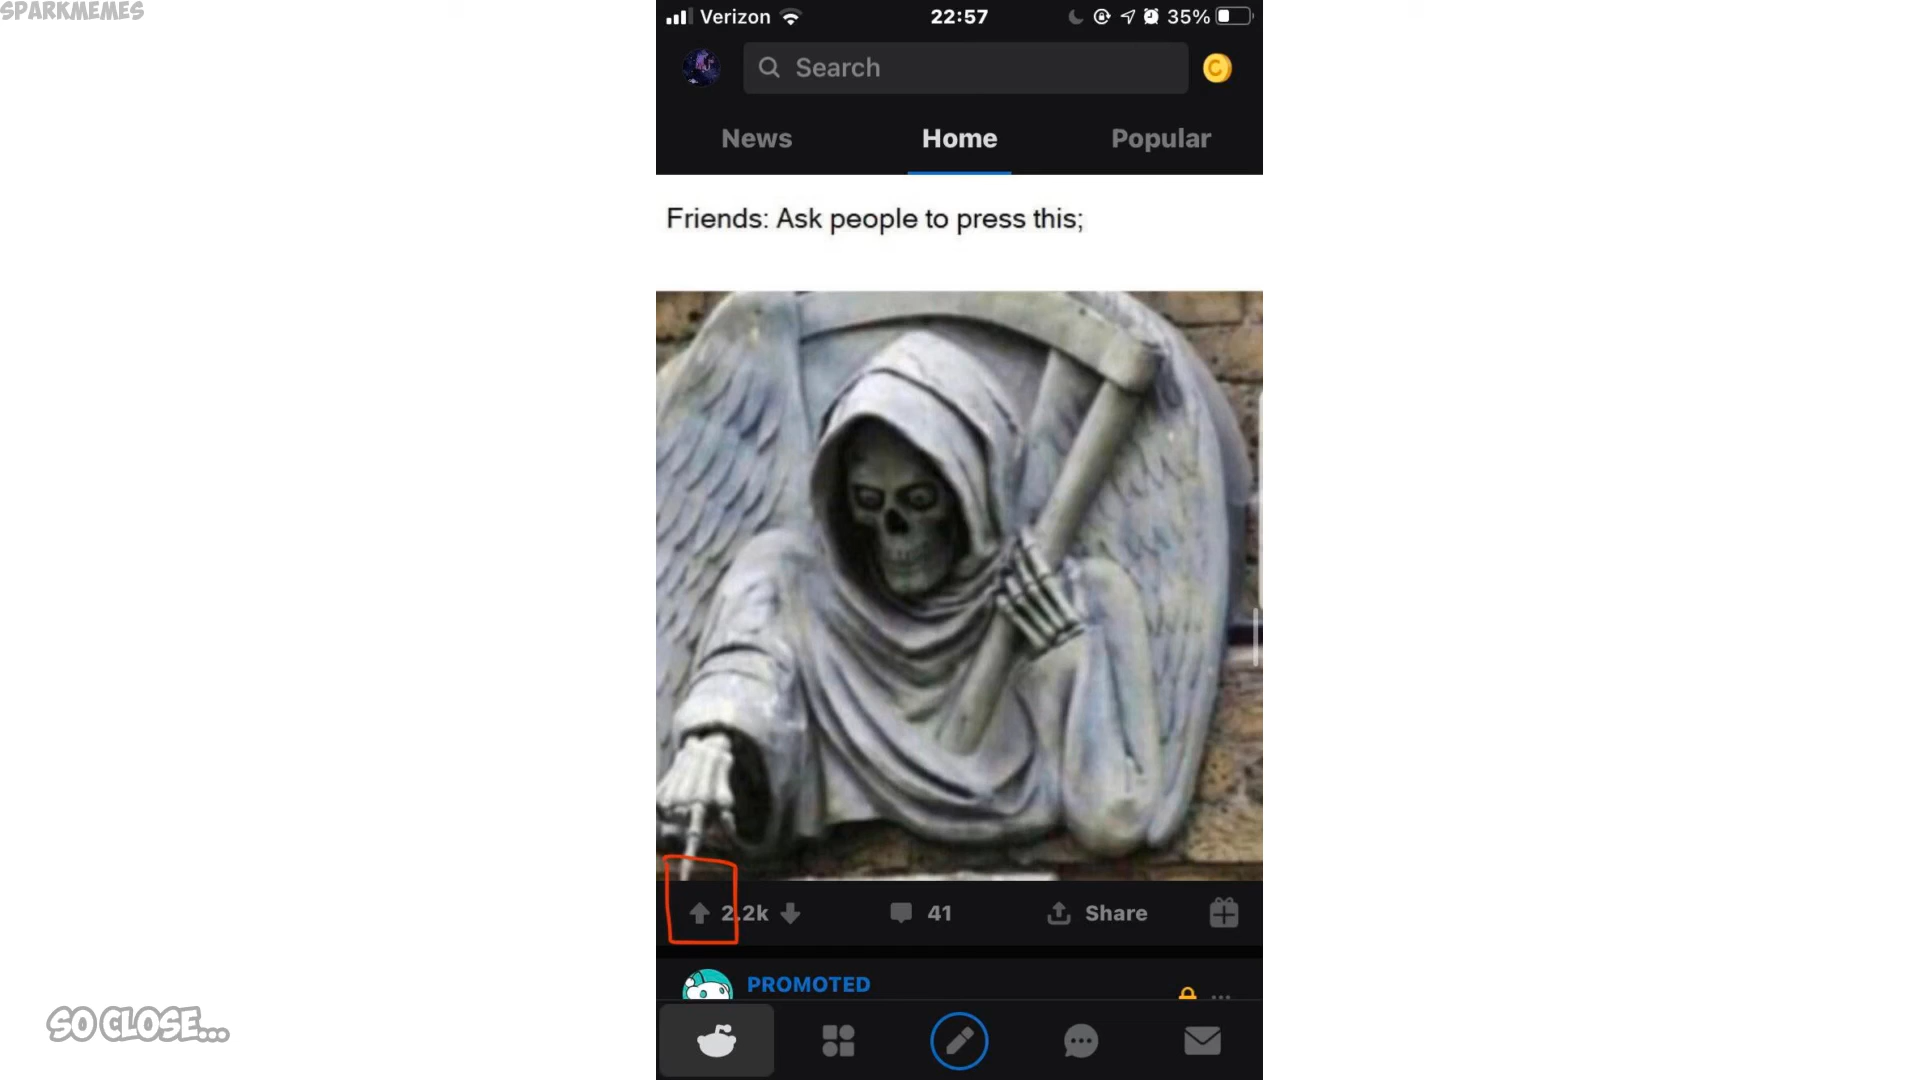 SPARKMEMES
Verizon 22:57 35%
Search
News Home Popular
Friends: Ask people to press this;
2.2k 41 Share
PROMOTED
SO CLOSE...